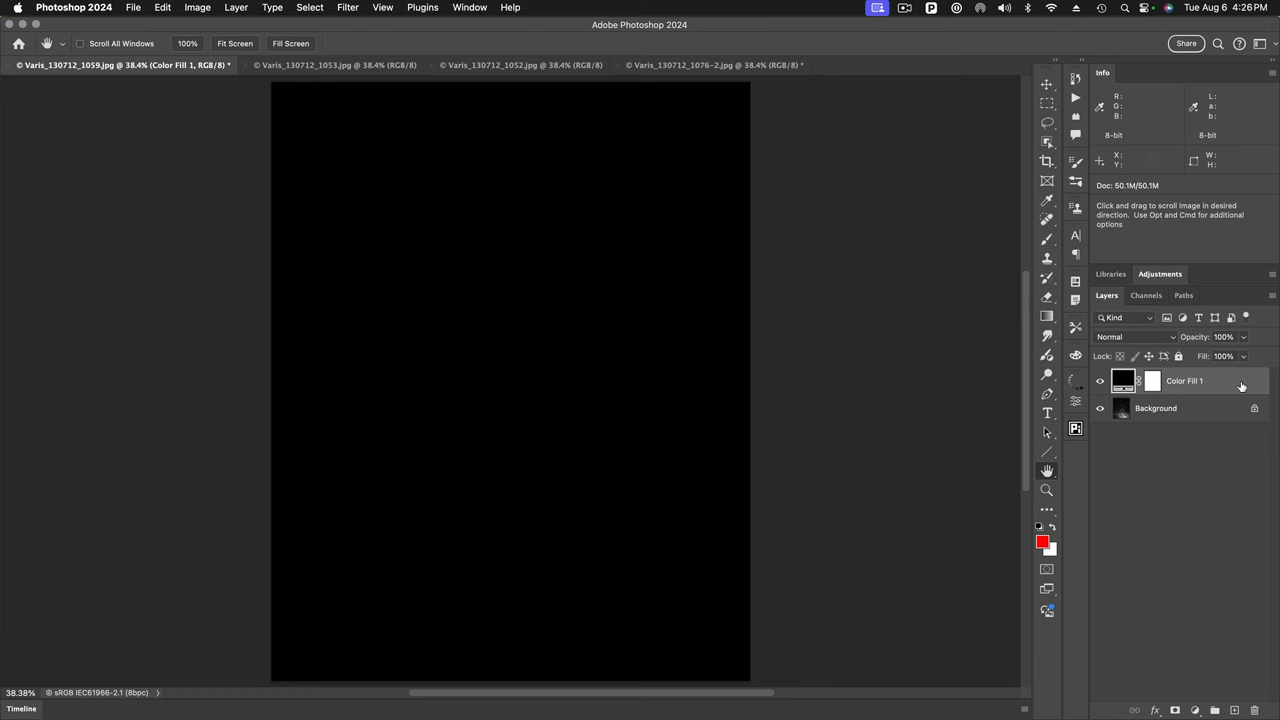 Photoshop 2024 File Edit Image Layer Type Select Filter View Plugins Window Help Tue Aug 6 4:26 PM
Adobe Photoshop 2024
Scroll All Windows 100% Fit Screen Fill Screen Share
© Varis_130712_1059.jpg @ 38.4% (Color Fill 1, RGB/8) * © Varis_130712_1053.jpg @ 38.4% (RGB/8) © Varis_130712_1052.jpg @ 38.4% (RGB/8) © Varis_130712_1076-2.jpg @ 38.4% (RGB/8) *
Info
R: L:
G: a:
B: b:
8-bit 8-bit
X: W:
Y: H:
Doc: 50.1M/50.1M
Click and drag to scroll image in desired
direction. Use Opt and Cmd for additional
options
Libraries Adjustments
Layers Channels Paths
Kind
Normal Opacity: 100%
Lock: Fill: 100%
Color Fill 1
Background
38.38% © sRGB IEC61966-2.1 (8bpc)
Timeline